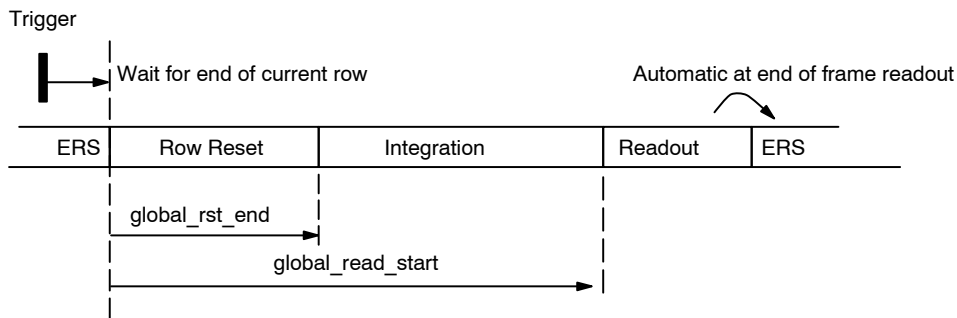 Trigger
Wait for end of current row
Automatic at end of frame readout
ERS Row Reset Integration Readout ERS
global_rst_end
global_read_start